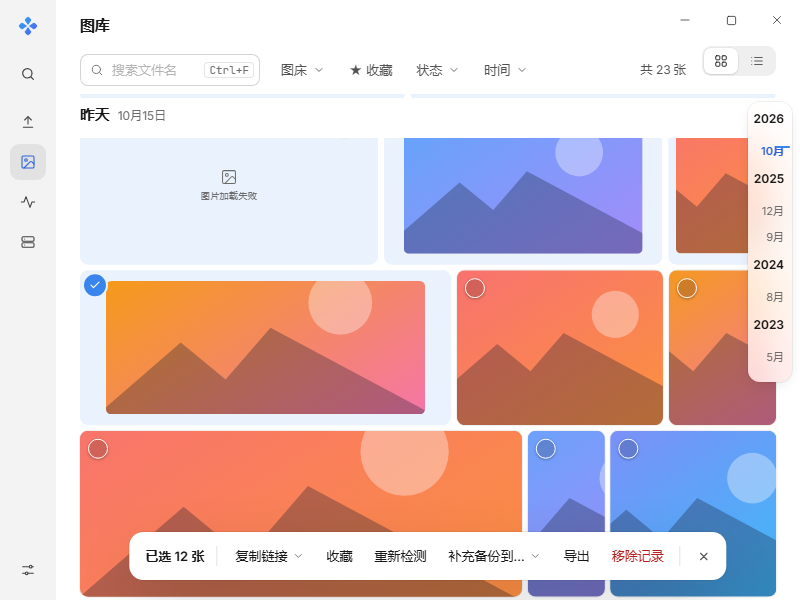 图库
搜索文件名 Ctrl+F 图床 ★ 收藏 状态 时间 共 23 张
昨天 10月15日
图片加载失败
2026
10月
2025
12月
9月
2024
8月
2023
5月
已选 12 张 复制链接 收藏 重新检测 补充备份到... 导出 移除记录